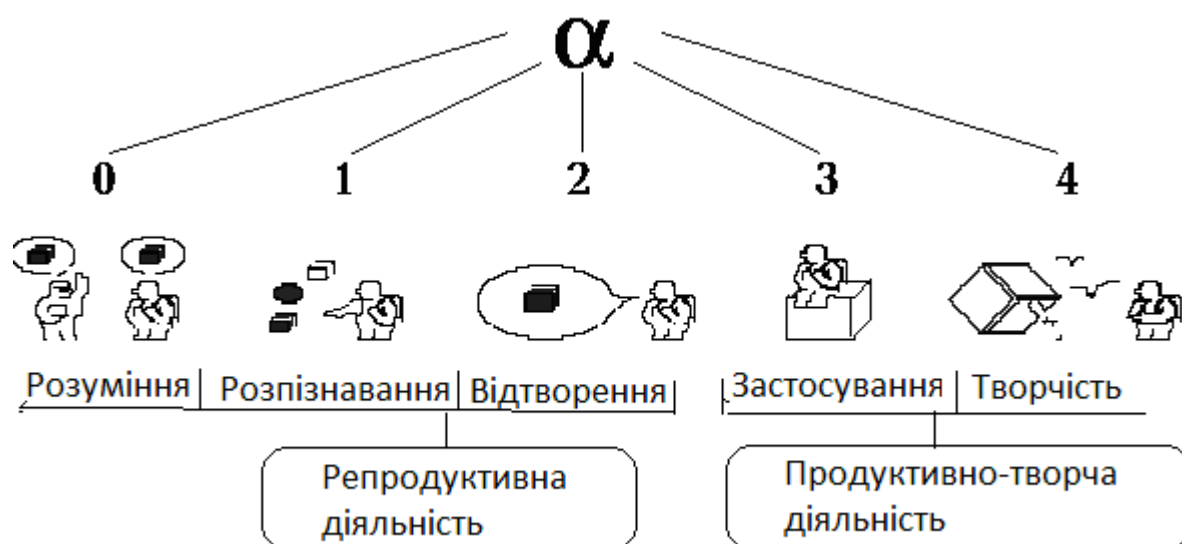 α
0 1 2 3 4
Розуміння Розпізнавання Відтворення Застосування Творчість
Репродуктивна
діяльність
Продуктивно-творча
діяльність